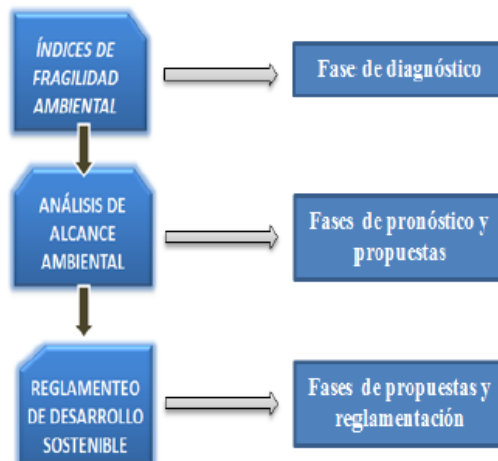 ÍNDICES DE
FRAGILIDAD
AMBIENTAL
Fase de diagnóstico
ANÁLISIS DE
ALCANCE
AMBIENTAL
Fases de pronóstico y
propuestas
REGLAMENTEO
DE DESARROLLO
SOSTENIBLE
Fases de propuestas y
reglamentación